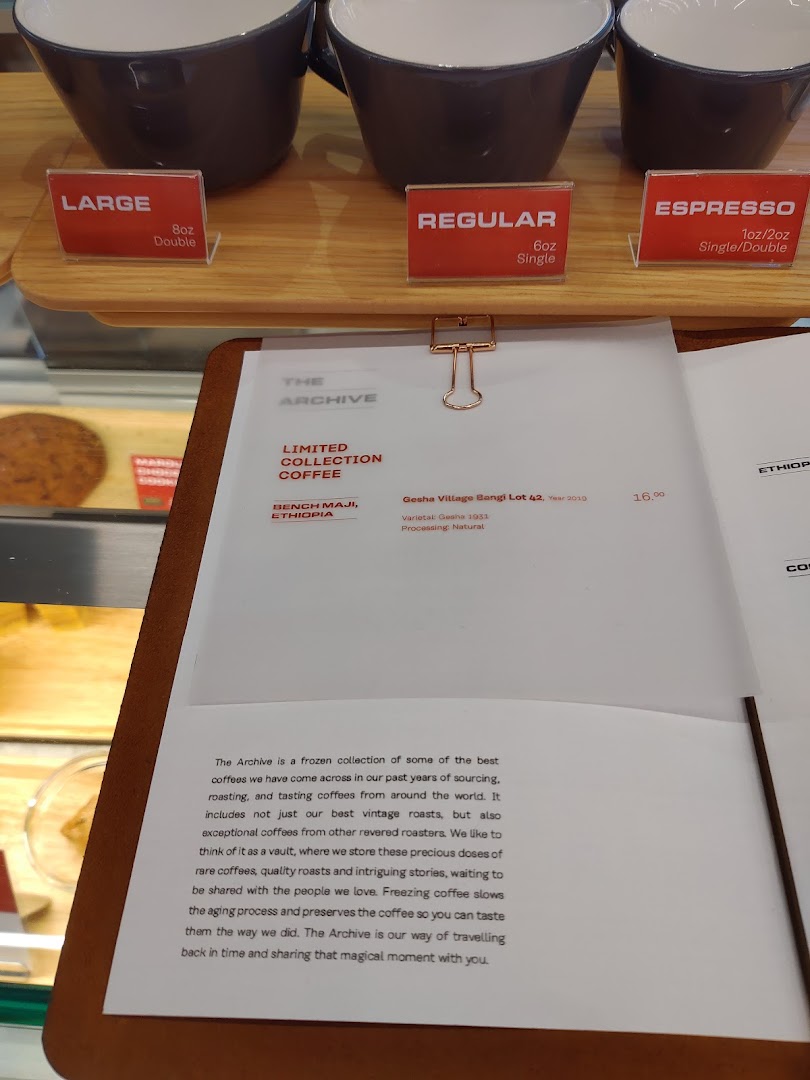 LARGE
8oz
Double
REGULAR
6oz
Single
ESPRESSO
1oz/2oz
Single/Double
THE
ARCHIVE
LIMITED
COLLECTION
COFFEE
BENCH MAJI,
ETHIOPIA
Gesha Village Bangi Lot 42, Year 2019
16.00
Varietal: Gesha 1931
Processing: Natural
The Archive is a frozen collection of some of the best
coffees we have come across in our past years of sourcing,
roasting, and tasting coffees from around the world. It
includes not just our best vintage roasts, but also
exceptional coffees from other revered roasters. We like to
think of it as a vault, where we store these precious doses of
rare coffees, quality roasts and intriguing stories, waiting to
be shared with the people we love. Freezing coffee slows
the aging process and preserves the coffee so you can taste
them the way we did. The Archive is our way of travelling
back in time and sharing that magical moment with you.